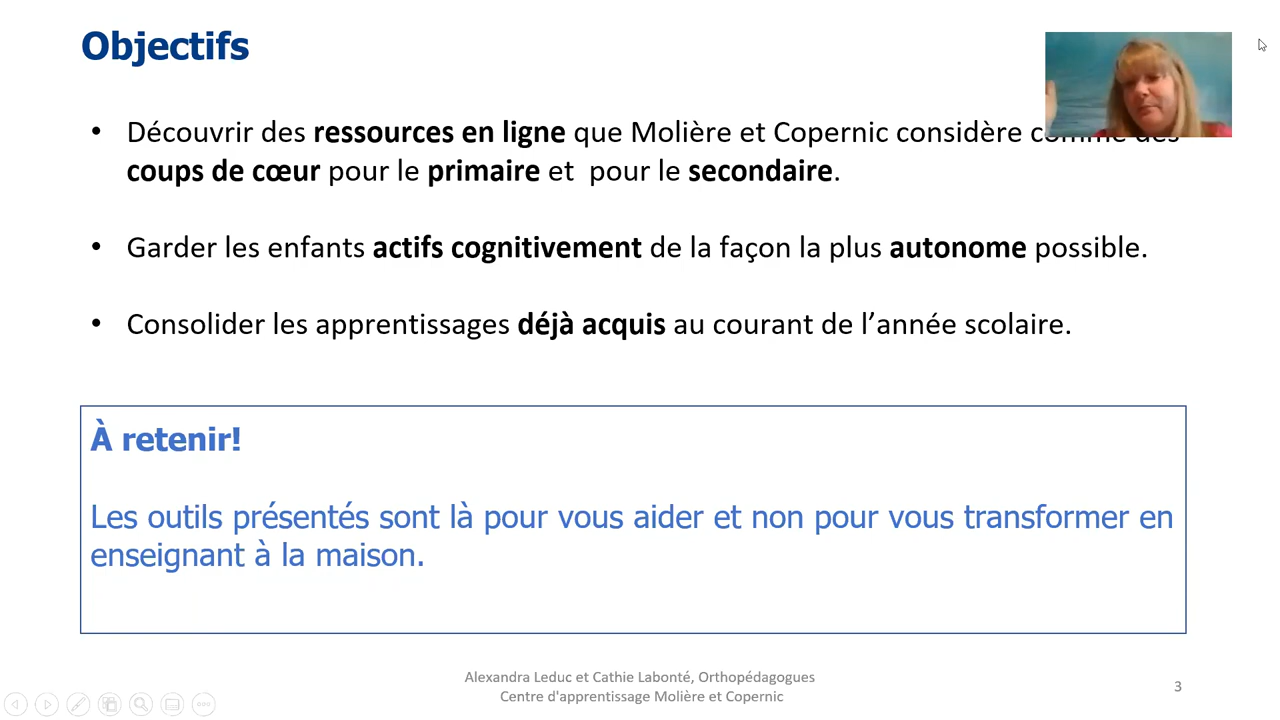 Objectifs
• Découvrir des ressources en ligne que Molière et Copernic considère comme des
coups de cœur pour le primaire et pour le secondaire.
• Garder les enfants actifs cognitivement de la façon la plus autonome possible.
• Consolider les apprentissages déjà acquis au courant de l’année scolaire.
À retenir!
Les outils présentés sont là pour vous aider et non pour vous transformer en
enseignant à la maison.
Alexandra Leduc et Cathie Labonté, Orthopédagogues
Centre d'apprentissage Molière et Copernic
3